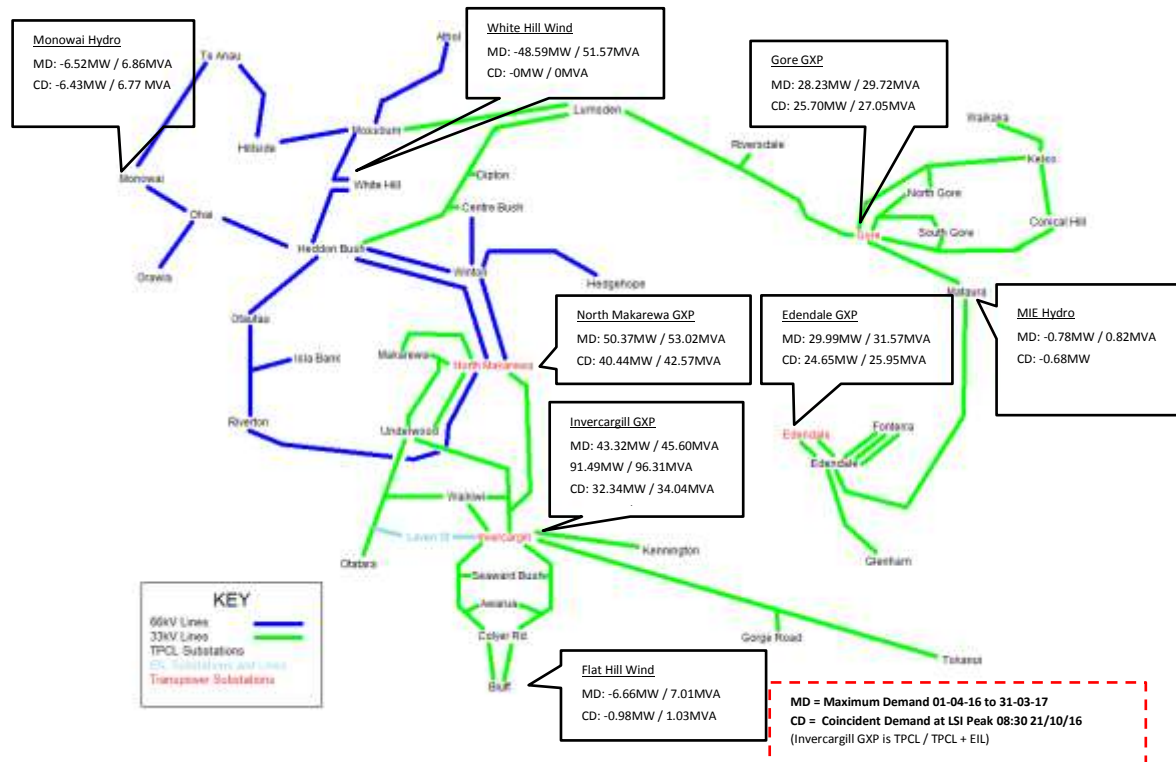 Monowai Hydro
MD: -6.52MW / 6.86MVA
CD: -6.43MW / 6.77 MVA
White Hill Wind
MD: -48.59MW / 51.57MVA
CD: -0MW / 0MVA
Gore GXP
MD: 28.23MW / 29.72MVA
CD: 25.70MW / 27.05MVA
Te Anau
Athol
Lumsden
Mossburn
Hillside
Monowai
White Hill
Riversdale
Waikaka
Kelso
North Gore
Conical Hill
South Gore
Gore
Dipton
Centre Bush
Ohai
Heddon Bush
Orawia
Winton
Hedgehope
Mataura
North Makarewa GXP
MD: 50.37MW / 53.02MVA
CD: 40.44MW / 42.57MVA
Edendale GXP
MD: 29.99MW / 31.57MVA
CD: 24.65MW / 25.95MVA
MIE Hydro
MD: -0.78MW / 0.82MVA
CD: -0.68MW
Otautau
Isla Bank
Makarewa
North Makarewa
Riverton
Underwood
Invercargill GXP
MD: 43.32MW / 45.60MVA
91.49MW / 96.31MVA
CD: 32.34MW / 34.04MVA
Edendale
Fonterra
Edendale
Waikiwi
Leven St
Invercargill
Otatara
Kennington
Glenham
Seaward Bush
Awarua
Colyer Rd
Gorge Road
Tokanui
Bluff
KEY
66kV Lines
33kV Lines
TPCL Substations
EIL Substations and Lines
Transpower Substations
Flat Hill Wind
MD: -6.66MW / 7.01MVA
CD: -0.98MW / 1.03MVA
MD = Maximum Demand 01-04-16 to 31-03-17
CD = Coincident Demand at LSI Peak 08:30 21/10/16
(Invercargill GXP is TPCL / TPCL + EIL)